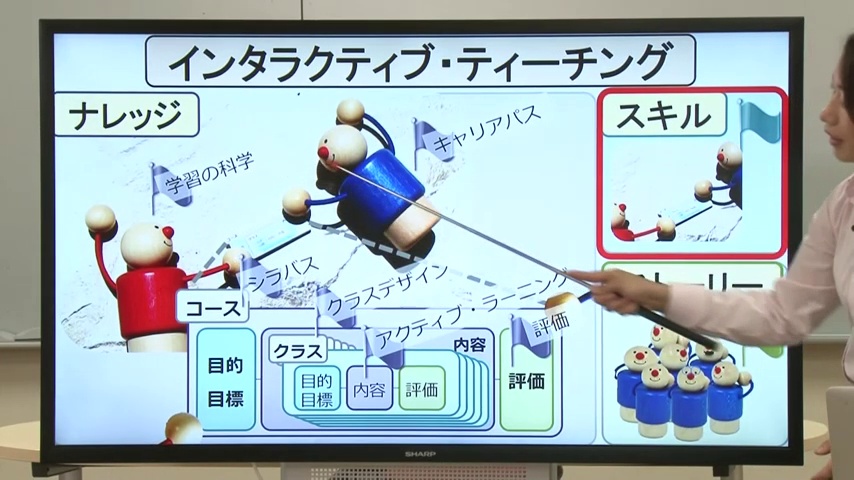 インタラクティブ・ティーチング
ナレッジ
スキル
キャリアパス
学習の科学
シラバス
クラスデザイン
アクティブ・ラーニング
評価
コース
目的
目標
クラス
内容
目的
目標
内容
評価
評価
ーリー
SHARP